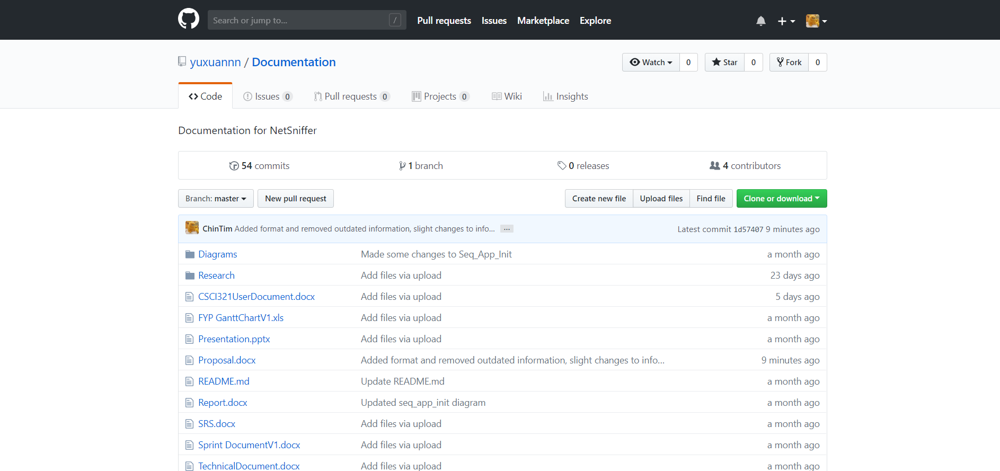 Search or jump to... / Pull requests Issues Marketplace Explore
yuxuannn / Documentation Watch 0 Star 0 Fork 0
Code Issues 0 Pull requests 0 Projects 0 Wiki Insights
Documentation for NetSniffer
54 commits 1 branch 0 releases 4 contributors
Branch: master New pull request Create new file Upload files Find file Clone or download
ChinTim Added format and removed outdated information, slight changes to info... ... Latest commit 1d57407 9 minutes ago
Diagrams Made some changes to Seq_App_Init a month ago
Research Add files via upload 23 days ago
CSCI321UserDocument.docx Add files via upload 5 days ago
FYP GanttChartV1.xls Add files via upload a month ago
Presentation.pptx Add files via upload a month ago
Proposal.docx Added format and removed outdated information, slight changes to info... 9 minutes ago
README.md Update README.md a month ago
Report.docx Updated seq_app_init diagram a month ago
SRS.docx Add files via upload a month ago
Sprint DocumentV1.docx Add files via upload a month ago
TechnicalDocument.docx Add files via upload a month ago